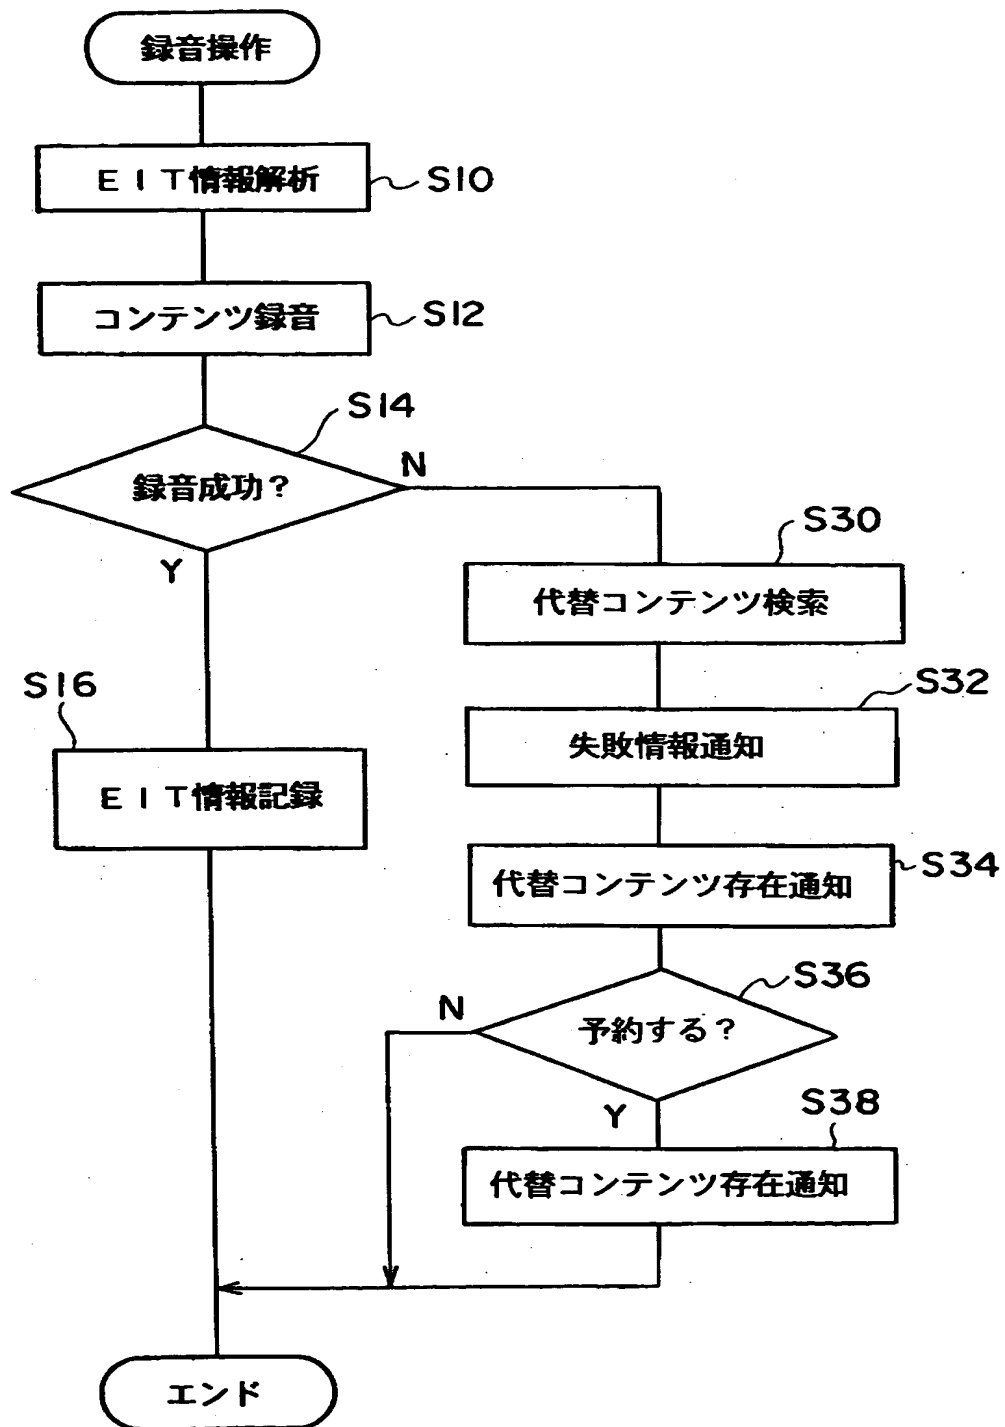 録音操作
EIT情報解析
S10
コンテンツ録音
S12
S14
録音成功?
N
Y
S16
EIT情報記録
S30
代替コンテンツ検索
S32
失敗情報通知
S34
代替コンテンツ存在通知
S36
予約する?
N
Y
S38
代替コンテンツ存在通知
エンド